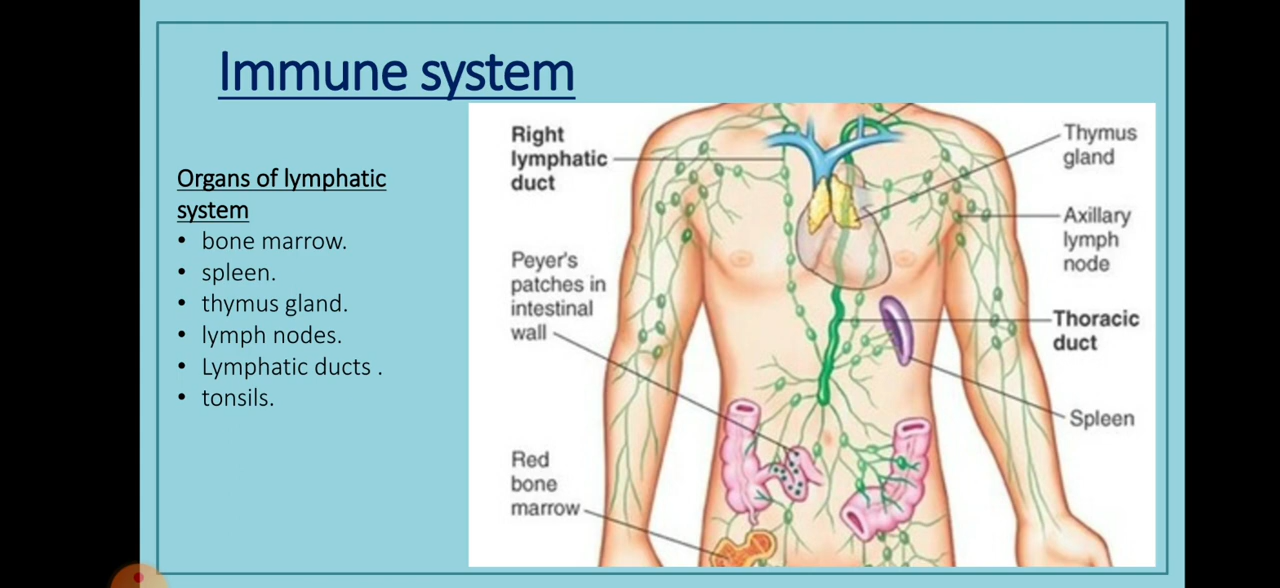 Immune system
Organs of lymphatic
system
• bone marrow.
• spleen.
• thymus gland.
• lymph nodes.
• Lymphatic ducts .
• tonsils.
Right
lymphatic
duct
Peyer's
patches in
intestinal
wall
Red
bone
marrow
Thymus
gland
Axillary
lymph
node
Thoracic
duct
Spleen